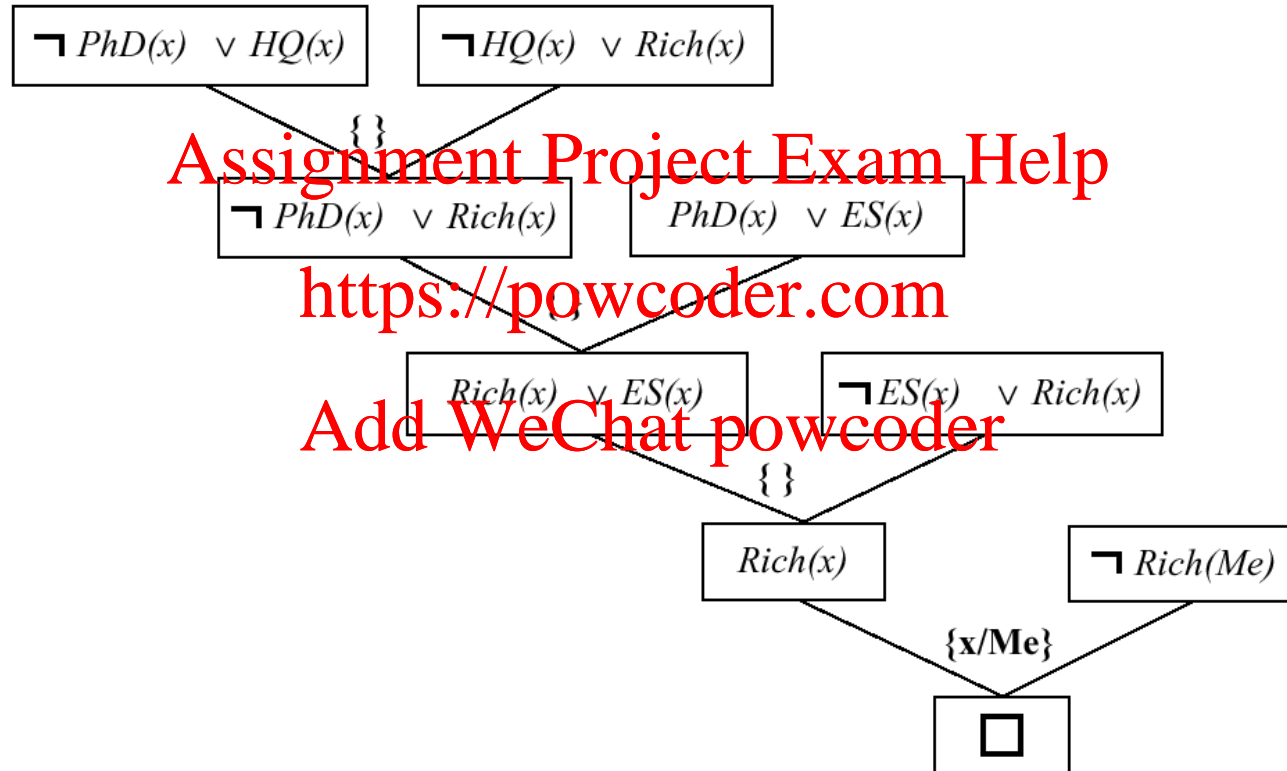 ¬ PhD(x) ∨ HQ(x) ¬ HQ(x) ∨ Rich(x)
{ }
Assignment Project Exam Help
¬ PhD(x) ∨ Rich(x) PhD(x) ∨ ES(x)
https://powcoder.com
{ }
Rich(x) ∨ ES(x) ¬ ES(x) ∨ Rich(x)
Add WeChat powcoder
{ }
Rich(x) ¬ Rich(Me)
{x/Me}
□